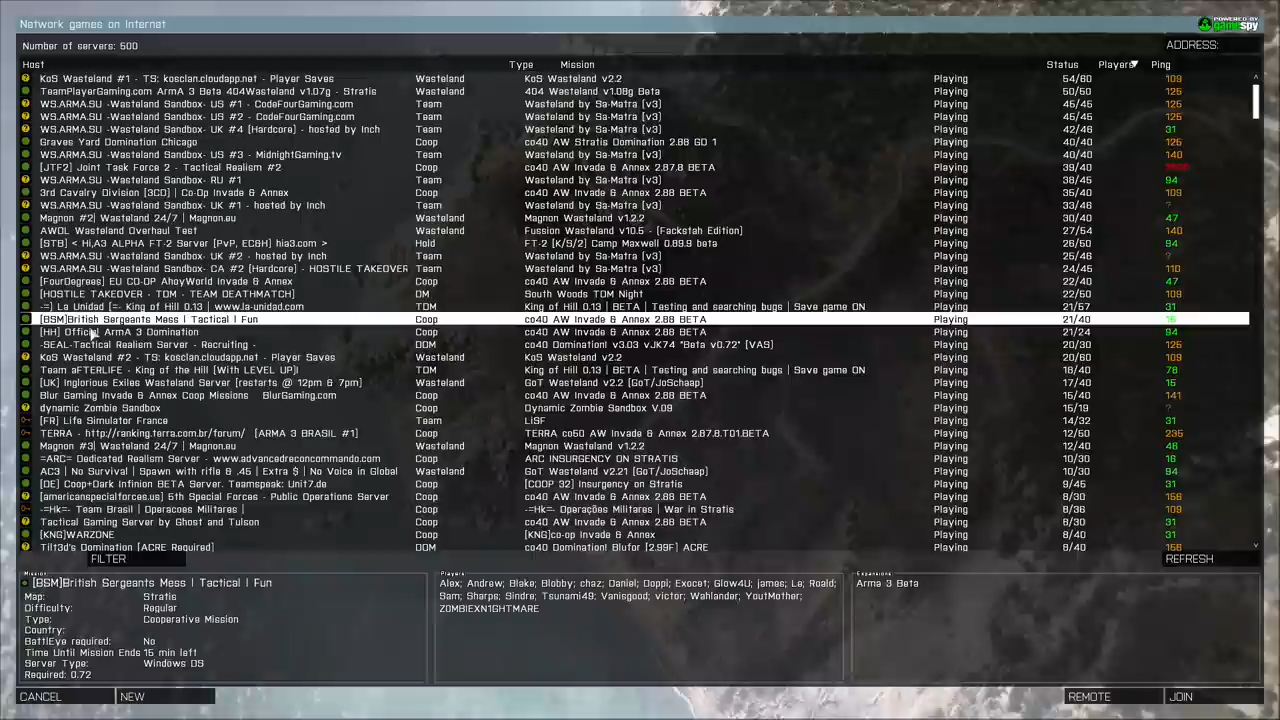 Network games on Internet
POWERED BY
gamespy
Number of servers: 500
ADDRESS:
Host Type Mission Status Players Ping
KoS Wasteland #1 - TS: kosclan.cloudapp.net - Player Saves Wasteland KoS Wasteland v2.2 Playing 54/60 109
TeamPlayerGaming.com ArmA 3 Beta 404Wasteland v1.07g - Stratis Wasteland 404 Wasteland v1.08g Beta Playing 50/50 125
WS.ARMA.SU -Wasteland Sandbox- US #1 - CodeFourGaming.com Team Wasteland by Sa-Matra [v3] Playing 45/45 125
WS.ARMA.SU -Wasteland Sandbox- US #2 - CodeFourGaming.com Team Wasteland by Sa-Matra [v3] Playing 45/45 125
WS.ARMA.SU -Wasteland Sandbox- UK #4 [Hardcore] - hosted by Inch Team Wasteland by Sa-Matra [v3] Playing 42/46 31
Graves Yard Domination Chicago Coop co40 AW Stratis Domination 2.86 GD 1 Playing 40/40 125
WS.ARMA.SU -Wasteland Sandbox- US #3 - MidnightGaming.tv Team Wasteland by Sa-Matra [v3] Playing 40/40 140
[JTF2] Joint Task Force 2 - Tactical Realism #2 Coop co40 AW Invade & Annex 2.87.8 BETA Playing 39/40
WS.ARMA.SU -Wasteland Sandbox- RU #1 Team Wasteland by Sa-Matra [v3] Playing 36/46 94
3rd Cavalry Division [3CD] | Co-Op Invade & Annex Coop co40 AW Invade & Annex 2.88 BETA Playing 35/40 109
WS.ARMA.SU -Wasteland Sandbox- UK #1 - hosted by Inch Team Wasteland by Sa-Matra [v3] Playing 33/46 ?
Magnon #2| Wasteland 24/7 | Magnon.eu Wasteland Magnon Wasteland v1.2.2 Playing 30/40 47
AWOL Wasteland Overhaul Test Wasteland Fussion Wasteland v10.5 - [Fackstah Edition] Playing 27/54 140
[STB] < Hi,A3 ALPHA FT-2 Server [PvP, EC&H] hia3.com > Hold FT-2 [K/S/2] Camp Maxwell 0.89.9 beta Playing 26/50 94
WS.ARMA.SU -Wasteland Sandbox- UK #2 - hosted by Inch Team Wasteland by Sa-Matra [v3] Playing 25/46 ?
WS.ARMA.SU -Wasteland Sandbox- CA #2 [Hardcore] - HOSTILE TAKEOVER Team Wasteland by Sa-Matra [v3] Playing 24/45 110
[FourDegrees] EU CO-OP AhoyWorld Invade & Annex Coop co40 AW Invade & Annex 2.88 BETA Playing 22/40 47
[HOSTILE TAKEOVER - TDM - TEAM DEATHMATCH] DM South Woods TDM Night Playing 22/50 109
-=] La Unidad [=- King of Hill 0.13 | www.la-unidad.com TDM King of Hill 0.13 | BETA | Testing and searching bugs | Save game ON Playing 21/57 31
[BSM]British Sergeants Mess | Tactical | Fun Coop co40 AW Invade & Annex 2.88 BETA Playing 21/40 16
[HH] Official ArmA 3 Domination Coop co40 AW Invade & Annex 2.88 BETA Playing 21/24 94
-SEAL-Tactical Realism Server - Recruiting - DOM co40 Domination! v3.03 vJK74 "Beta v0.72" [VAS] Playing 20/30 125
KoS Wasteland #2 - TS: kosclan.cloudapp.net - Player Saves Wasteland KoS Wasteland v2.2 Playing 20/60 109
Team aFTERLIFE - King of the Hill [With LEVEL UP]l TDM King of Hill 0.13 | BETA | Testing and searching bugs | Save game ON Playing 18/40 78
[UK] Inglorious Exiles Wasteland Server [restarts @ 12pm & 7pm] Wasteland GoT Wasteland v2.2 [GoT/JoSchaap] Playing 17/40 15
Blur Gaming Invade & Annex Coop Missions BlurGaming.com Coop co40 AW Invade & Annex 2.88 BETA Playing 15/40 141
dynamic Zombie Sandbox Coop Dynamic Zombie Sandbox V.09 Playing 15/19 ?
[FR] Life Simulator France Team LiSF Playing 14/32 31
TERRA - http://ranking.terra.com.br/forum/ [ARMA 3 BRASIL #1] Coop TERRA co50 AW Invade & Annex 2.87.8.T01.BETA Playing 12/50 235
Magnon #3| Wasteland 24/7 | Magnon.eu Wasteland Magnon Wasteland v1.2.2 Playing 12/40 46
=ARC= Dedicated Realism Server - www.advancedreconcommando.com Coop ARC INSURGENCY ON STRATIS Playing 10/30 16
AC3 | No Survival | Spawn with rifle & .45 | Extra $ | No Voice in Global Wasteland GoT Wasteland v2.21 [GoT/JoSchaap] Playing 10/30 94
[DE] Coop+Dark Infinion BETA Server. Teamspeak: Unit7.de Coop [COOP 32] Insurgency on Stratis Playing 9/45 31
[americanspecialforces.us] 5th Special Forces - Public Operations Server Coop co40 AW Invade & Annex 2.88 BETA Playing 8/30 156
-=Hk=- Team Brasil | Operacoes Militares | Coop -=Hk=- Operações Militares | War in Stratis Playing 8/36 109
Tactical Gaming Server by Ghost and Tulson Coop co40 AW Invade & Annex 2.88 BETA Playing 8/30 31
[KNG]WARZONE Coop [KNG]co-op Invade & Annex Playing 8/40 31
Tilt3d's Domination [ACRE Required] DOM co40 Domination! Blufor [2.99F] ACRE Playing 8/40 156
FILTER REFRESH
Mission Players Expansions
[BSM]British Sergeants Mess | Tactical | Fun
Map: Stratis
Difficulty: Regular
Type: Cooperative Mission
Country:
BattlEye required: No
Time Until Mission Ends 15 min left
Server Type: Windows DS
Required: 0.72
Alex; Andrew; Blake; Blobby; chaz; Daniel; Doppi; Exocet; Glow4U; james; Le; Roald;
Sam; Sharps; Sindre; Tsunami49; Vanisgood; victor; Wahlander; YoutMother;
ZOMBIEXN1GHTMARE
Arma 3 Beta
CANCEL NEW REMOTE JOIN